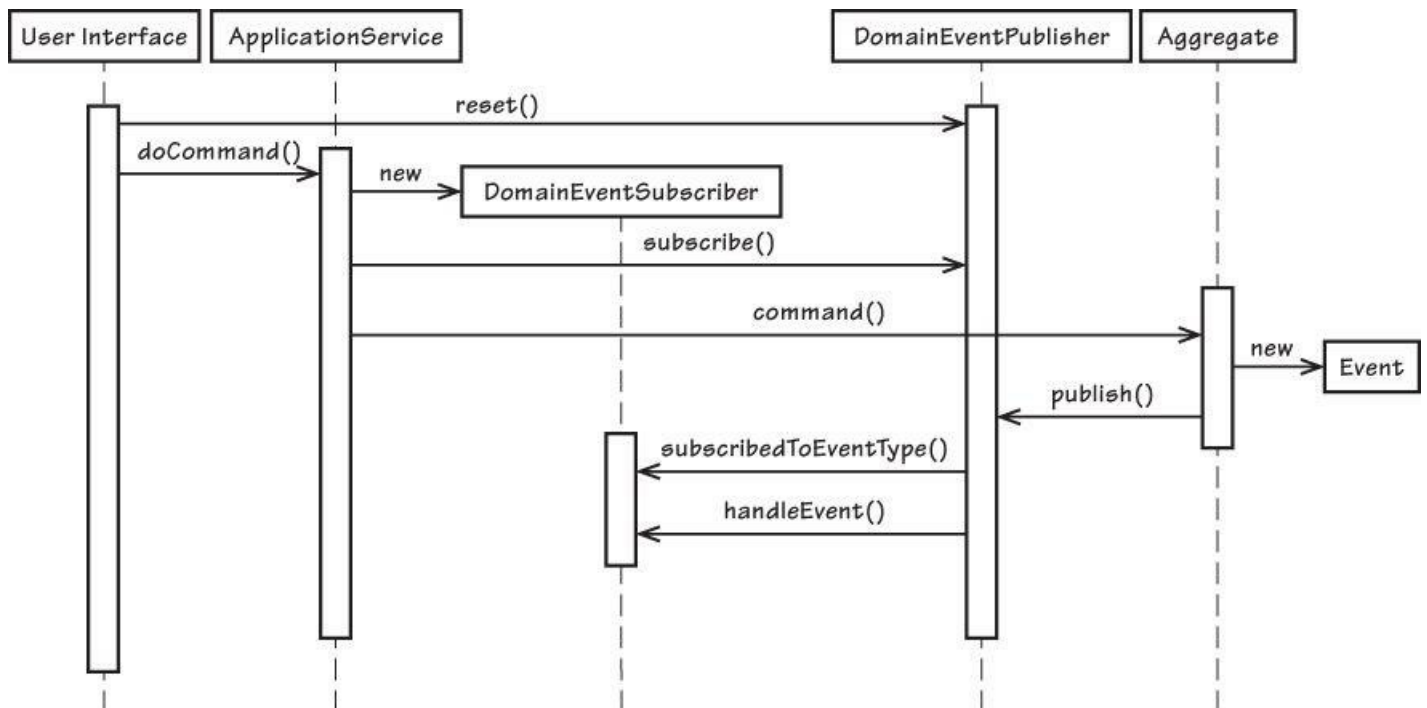 User Interface
ApplicationService
DomainEventPublisher
Aggregate
reset()
doCommand()
new
DomainEventSubscriber
subscribe()
command()
new
Event
publish()
subscribedToEventType()
handleEvent()